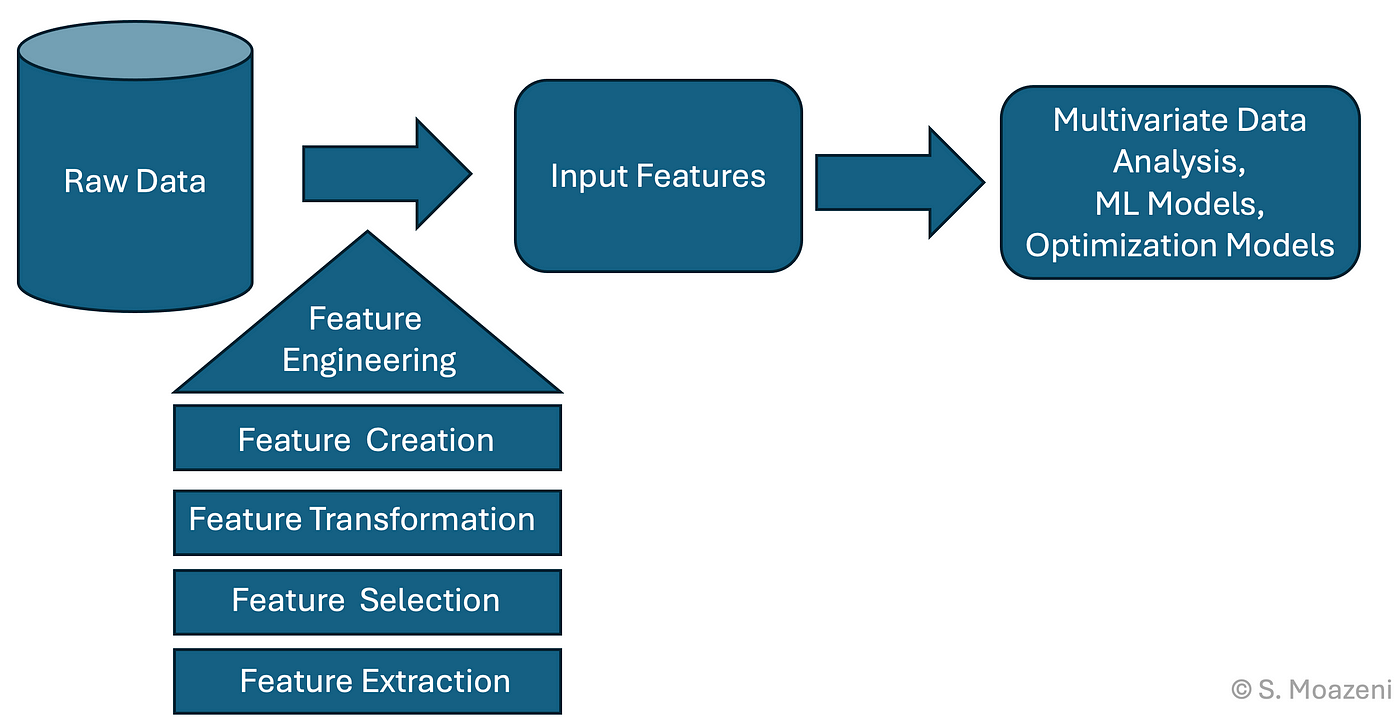 Raw Data
Input Features
Multivariate Data
Analysis,
ML Models,
Optimization Models
Feature
Engineering
Feature Creation
Feature Transformation
Feature Selection
Feature Extraction
© S. Moazeni